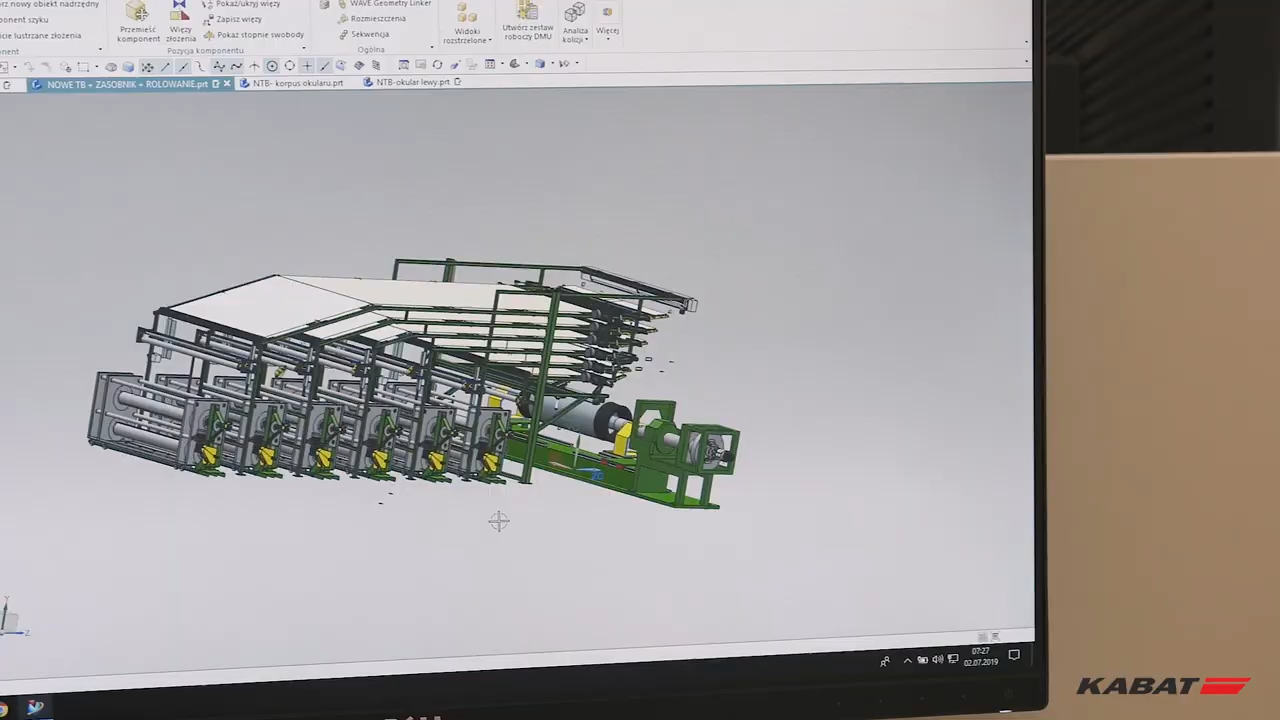 orz nowy obiekt nadrzędny
ponent szyku
cie lustrzane złożenia
Przemieść
komponent
Więzy
złożenia
Pokaż/ukryj więzy
Zapisz więzy
Pokaż stopnie swobody
Pozycja komponentu
WAVE Geometry Linker
Rozmieszczenia
Sekwencja
Ogólna
Widoki
rozstrzelone
Utwórz zestaw
roboczy DMU
Analiza
kolizji
Więcej
NOWE TB + ZASOBNIK + ROLOWANIE.prt
NTB- korpus okularu.prt
NTB-okular lewy.prt
07:27
02.07.2019
KABAT